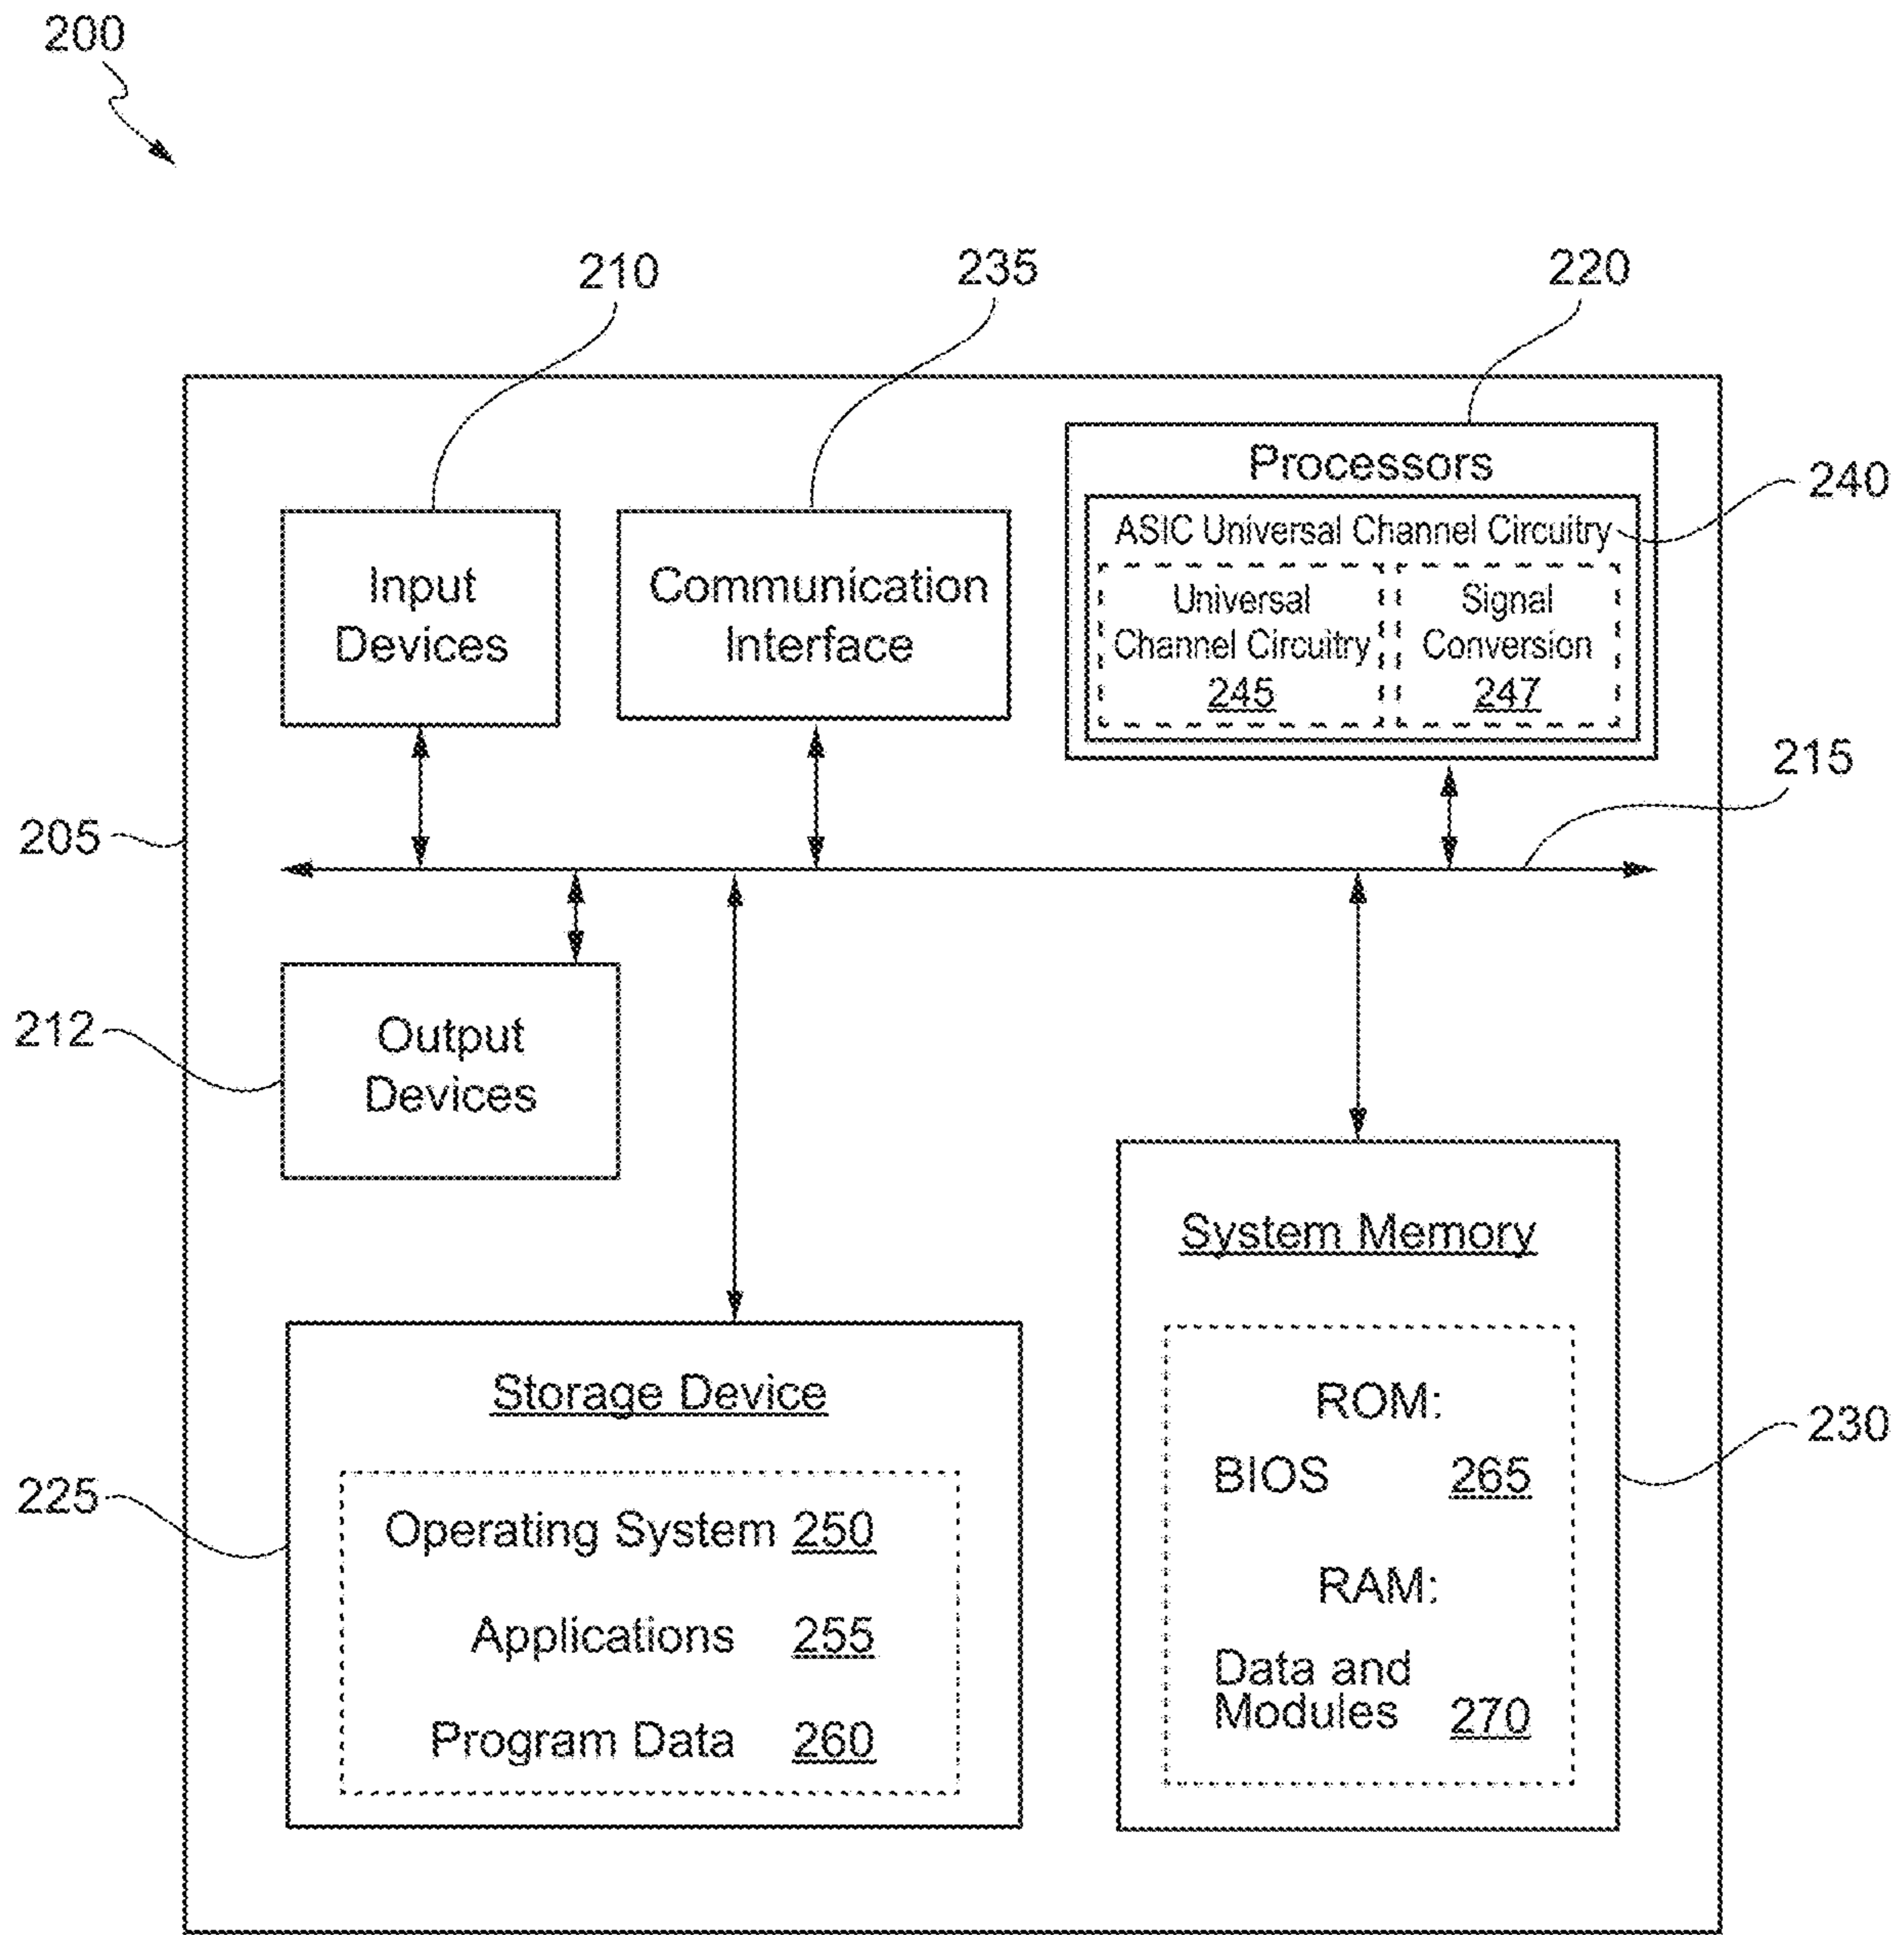 200
210
235
220
Processors
240
ASIC Universal Channel Circuitry
Input
Devices
Communication
Interface
Universal
Channel Circuitry
245
Signal
Conversion
247
215
205
212
Output
Devices
System Memory
Storage Device
ROM:
230
BIOS 265
225
Operating System 250
RAM:
Applications 255
Data and
Modules 270
Program Data 260